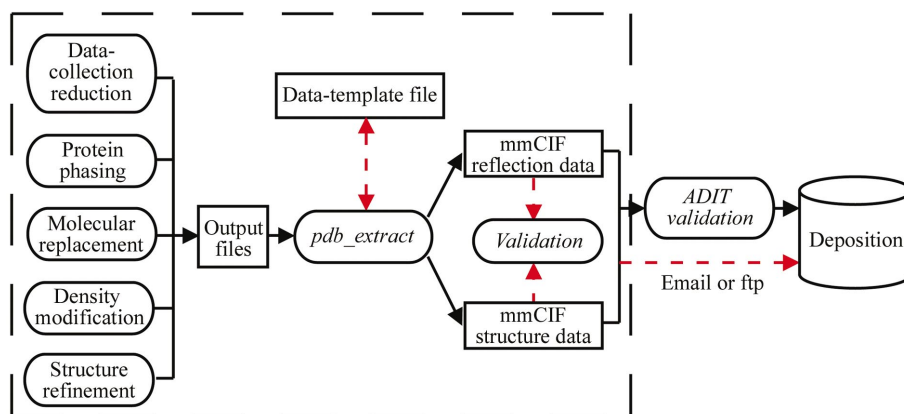 Data-
collection
reduction
Protein
phasing
Molecular
replacement
Density
modification
Structure
refinement
Output
files
Data-template file
pdb_extract
mmCIF
reflection data
Validation
mmCIF
structure data
ADIT
validation
Email or ftp
Deposition